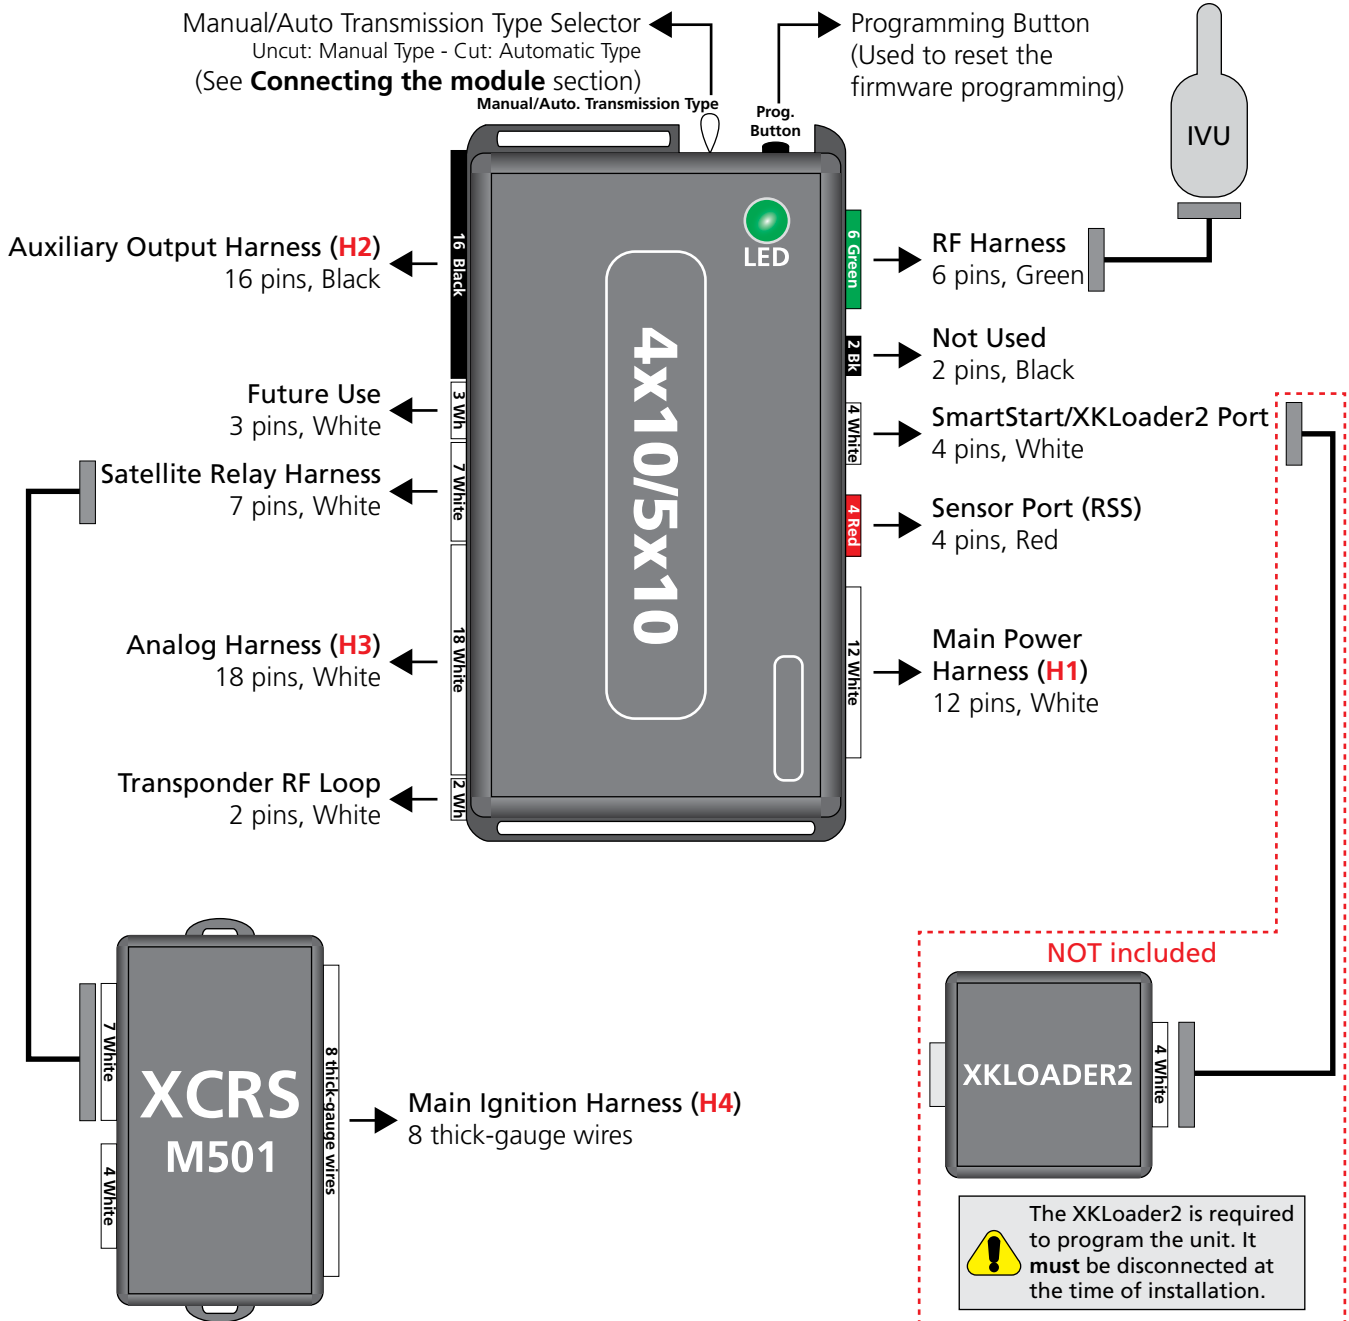 Manual/Auto Transmission Type Selector
Uncut: Manual Type - Cut: Automatic Type
(See Connecting the module section)
Manual/Auto. Transmission Type
Prog.
Button
Programming Button
(Used to reset the
firmware programming)
IVU
LED
4x10/5x10
Auxiliary Output Harness (H2)
16 pins, Black
16 Black
Future Use
3 pins, White
3 Wh
Satellite Relay Harness
7 pins, White
7 White
Analog Harness (H3)
18 pins, White
18 White
Transponder RF Loop
2 pins, White
2 Wh
6 Green
RF Harness
6 pins, Green
2 Bk
Not Used
2 pins, Black
4 White
SmartStart/XKLoader2 Port
4 pins, White
4 Red
Sensor Port (RSS)
4 pins, Red
12 White
Main Power
Harness (H1)
12 pins, White
7 White
4 White
XCRS
M501
8 thick-gauge wires
Main Ignition Harness (H4)
8 thick-gauge wires
NOT included
XKLOADER2
4 White
The XKLoader2 is required
to program the unit. It
must be disconnected at
the time of installation.